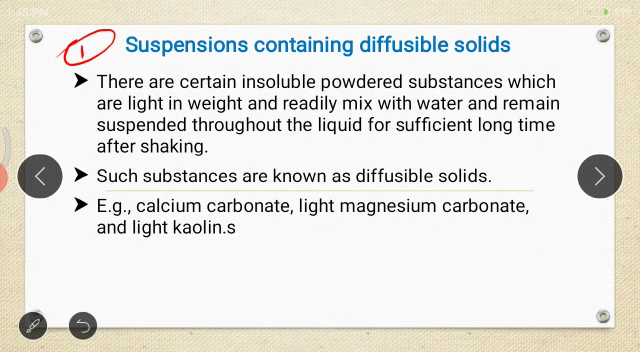 1
Suspensions containing diffusible solids
➤ There are certain insoluble powdered substances which
are light in weight and readily mix with water and remain
suspended throughout the liquid for sufficient long time
after shaking.
➤ Such substances are known as diffusible solids.
➤ E.g., calcium carbonate, light magnesium carbonate,
and light kaolin.s